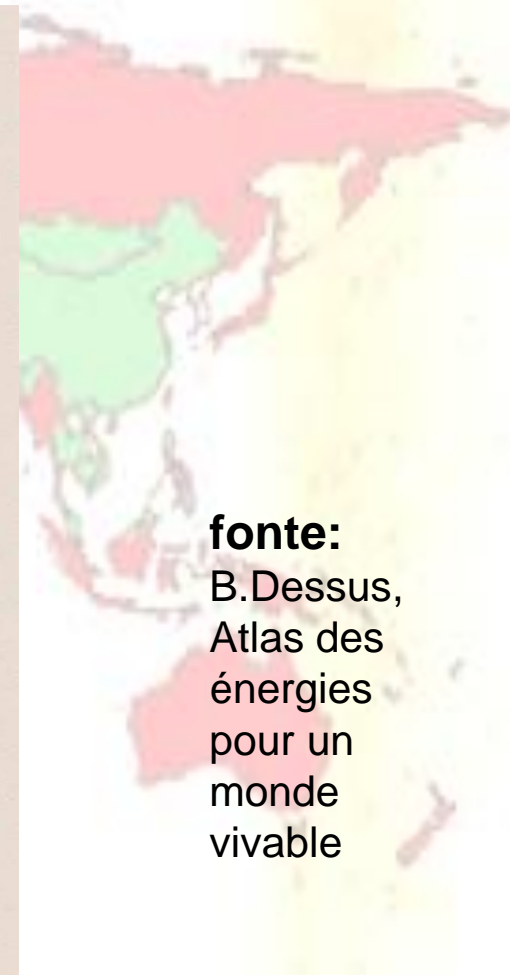 fonte:
B.Dessus,
Atlas des
énergies
pour un
monde
vivable